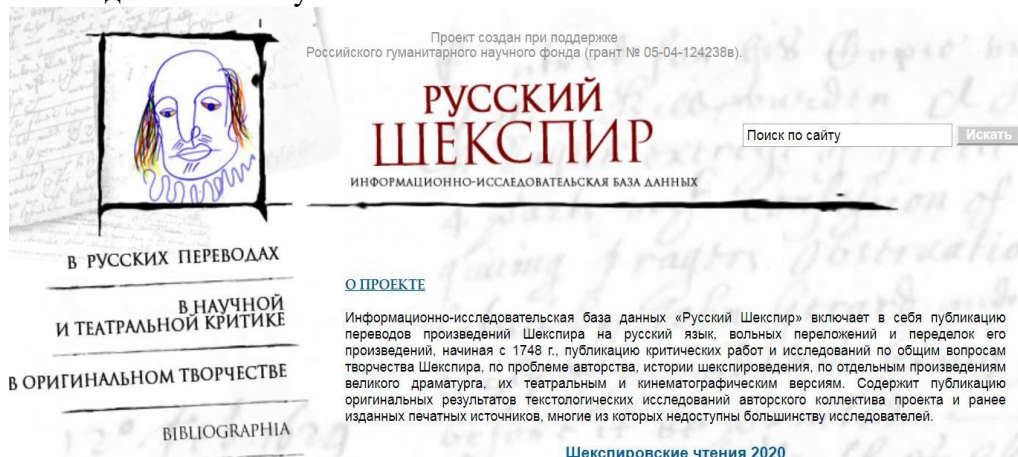 Проект создан при поддержке
Российского гуманитарного научного фонда (грант № 05-04-124238в).
РУССКИЙ
ШЕКСПИР
ИНФОРМАЦИОННО-ИССЛЕДОВАТЕЛЬСКАЯ БАЗА ДАННЫХ
Поиск по сайту
Искать
В РУССКИХ ПЕРЕВОДАХ
В НАУЧНОЙ
И ТЕАТРАЛЬНОЙ КРИТИКЕ
В ОРИГИНАЛЬНОМ ТВОРЧЕСТВЕ
BIBLIOGRAPHIA
О ПРОЕКТЕ
Информационно-исследовательская база данных «Русский Шекспир» включает в себя публикацию
переводов произведений Шекспира на русский язык, вольных переложений и переделок его
произведений, начиная с 1748 г., публикацию критических работ и исследований по общим вопросам
творчества Шекспира, по проблеме авторства, истории шекспироведения, по отдельным произведениям
великого драматурга, их театральным и кинематографическим версиям. Содержит публикацию
оригинальных результатов текстологических исследований авторского коллектива проекта и ранее
изданных печатных источников, многие из которых недоступны большинству исследователей.
Шекспировские чтения 2020